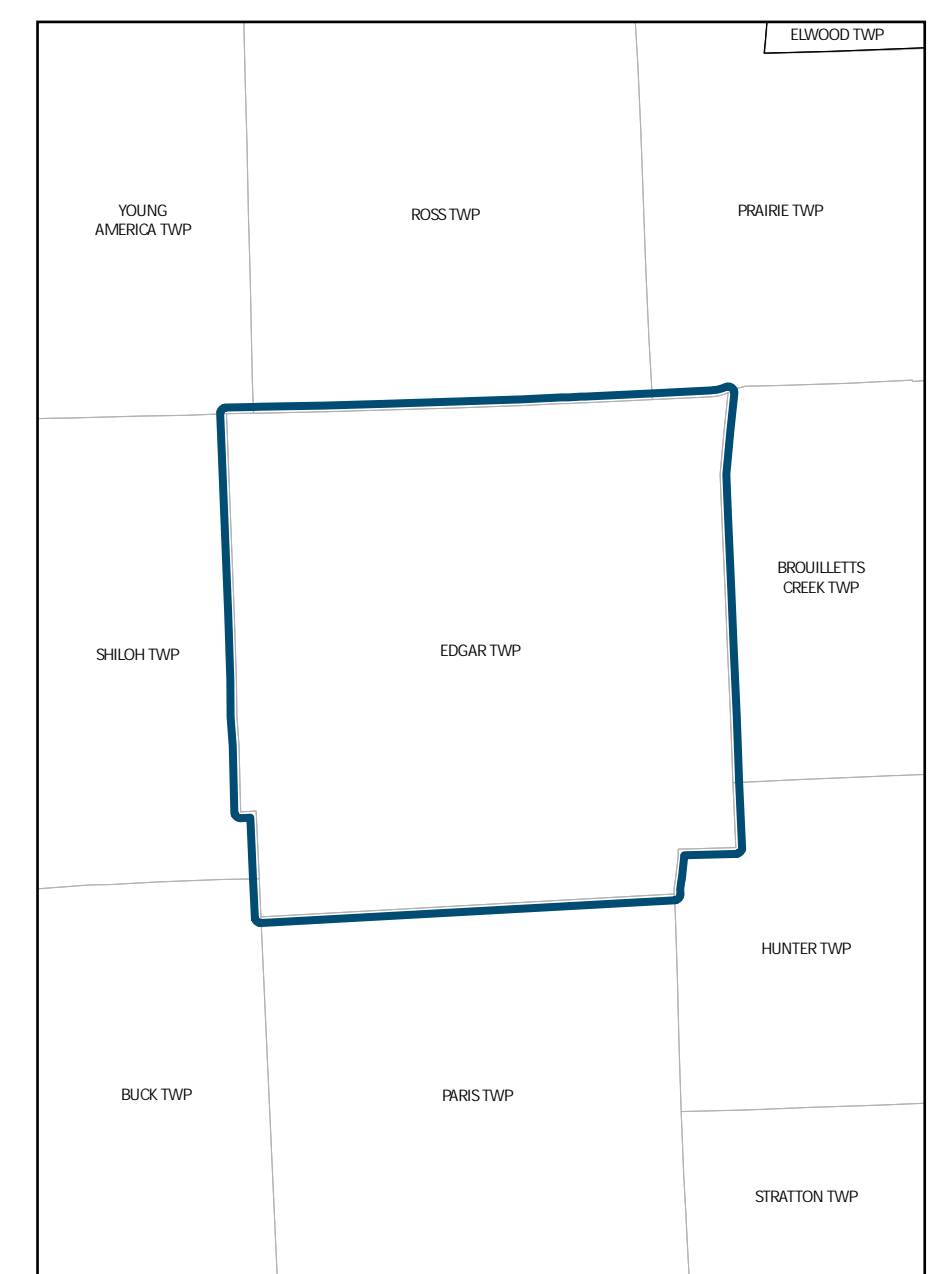 ELWOOD TWP
YOUNG
AMERICA TWP
ROSS TWP
PRAIRIE TWP
BROUILLETTS
CREEK TWP
SHILOH TWP
EDGAR TWP
HUNTER TWP
BUCK TWP
PARIS TWP
STRATTON TWP